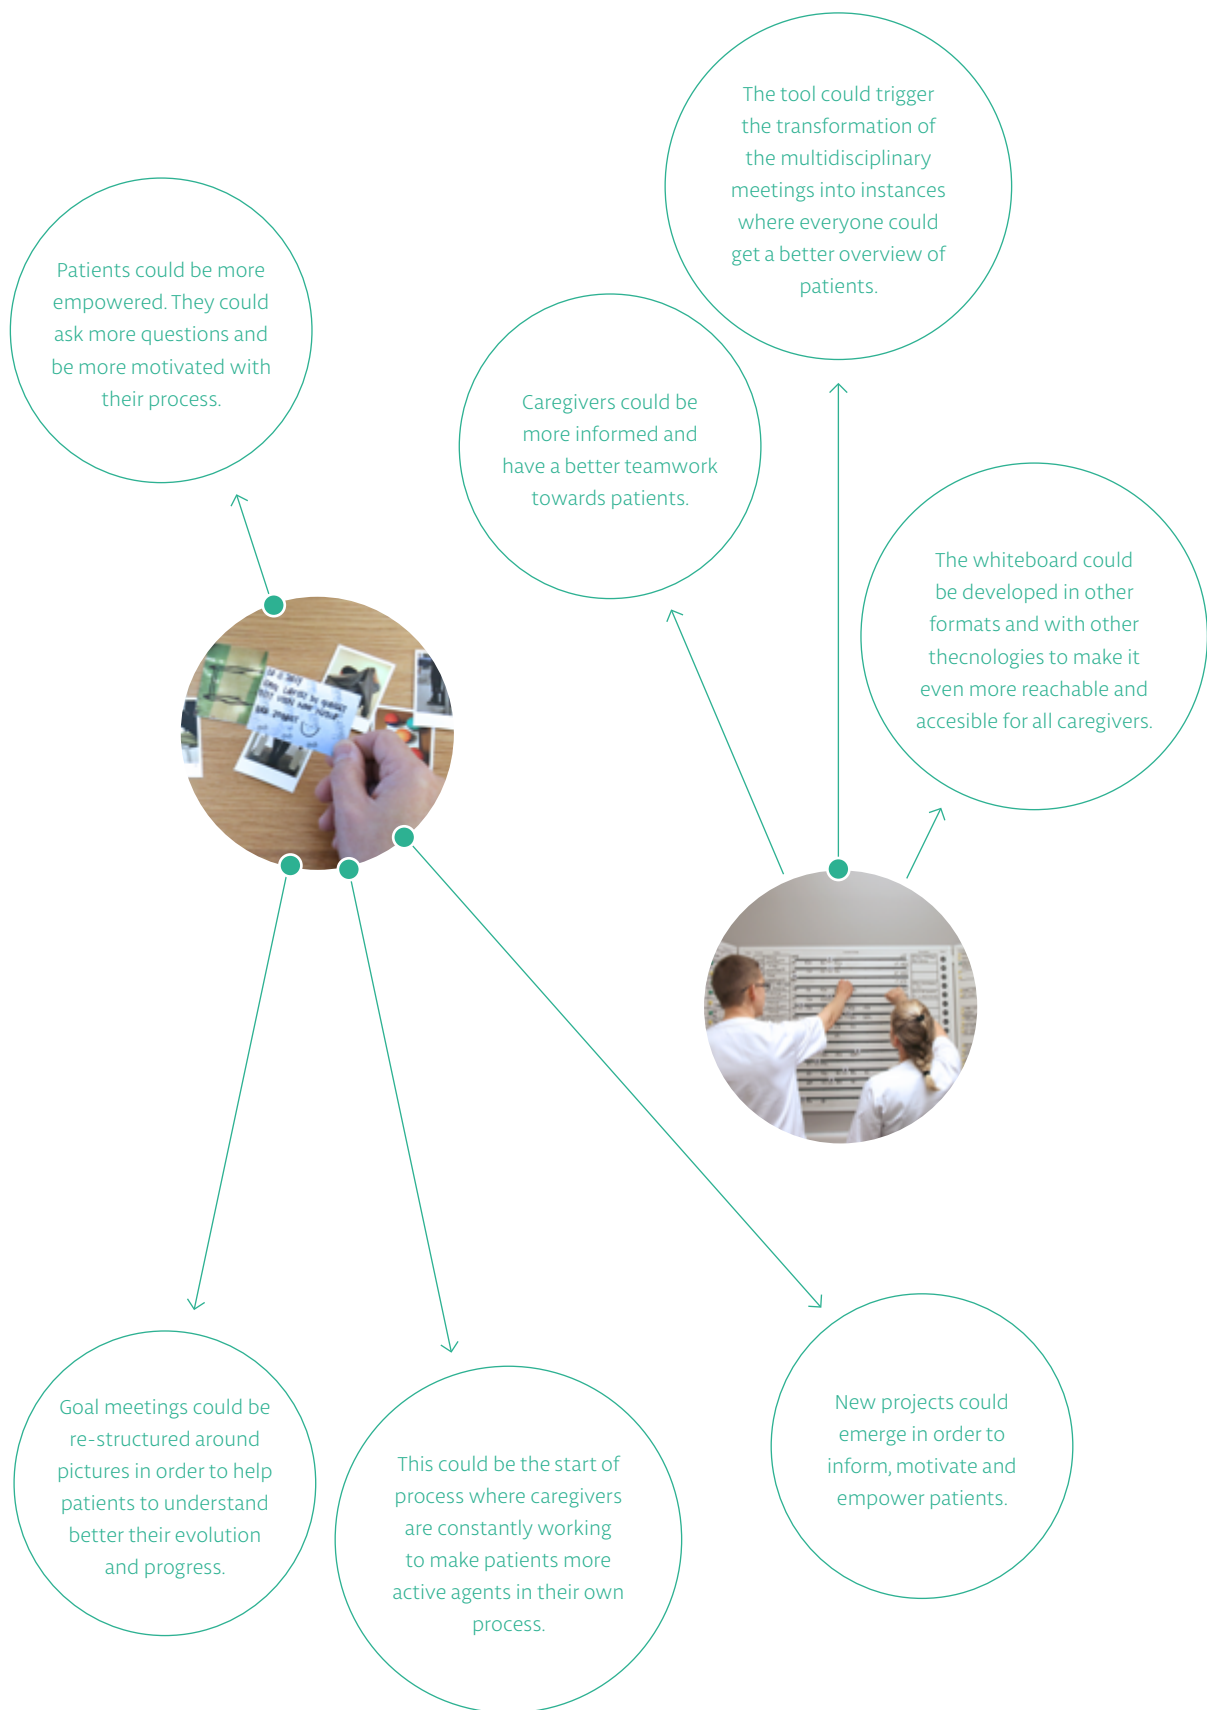 The tool could trigger
the transformation of
the multidisciplinary
meetings into instances
where everyone could
get a better overview of
patients.
Patients could be more
empowered. They could
ask more questions and
be more motivated with
their process.
Caregivers could be
more informed and
have a better teamwork
towards patients.
The whiteboard could
be developed in other
formats and with other
thecnologies to make it
even more reachable and
accesible for all caregivers.
Goal meetings could be
re-structured around
pictures in order to help
patients to understand
better their evolution
and progress.
This could be the start of
process where caregivers
are constantly working
to make patients more
active agents in their own
process.
New projects could
emerge in order to
inform, motivate and
empower patients.